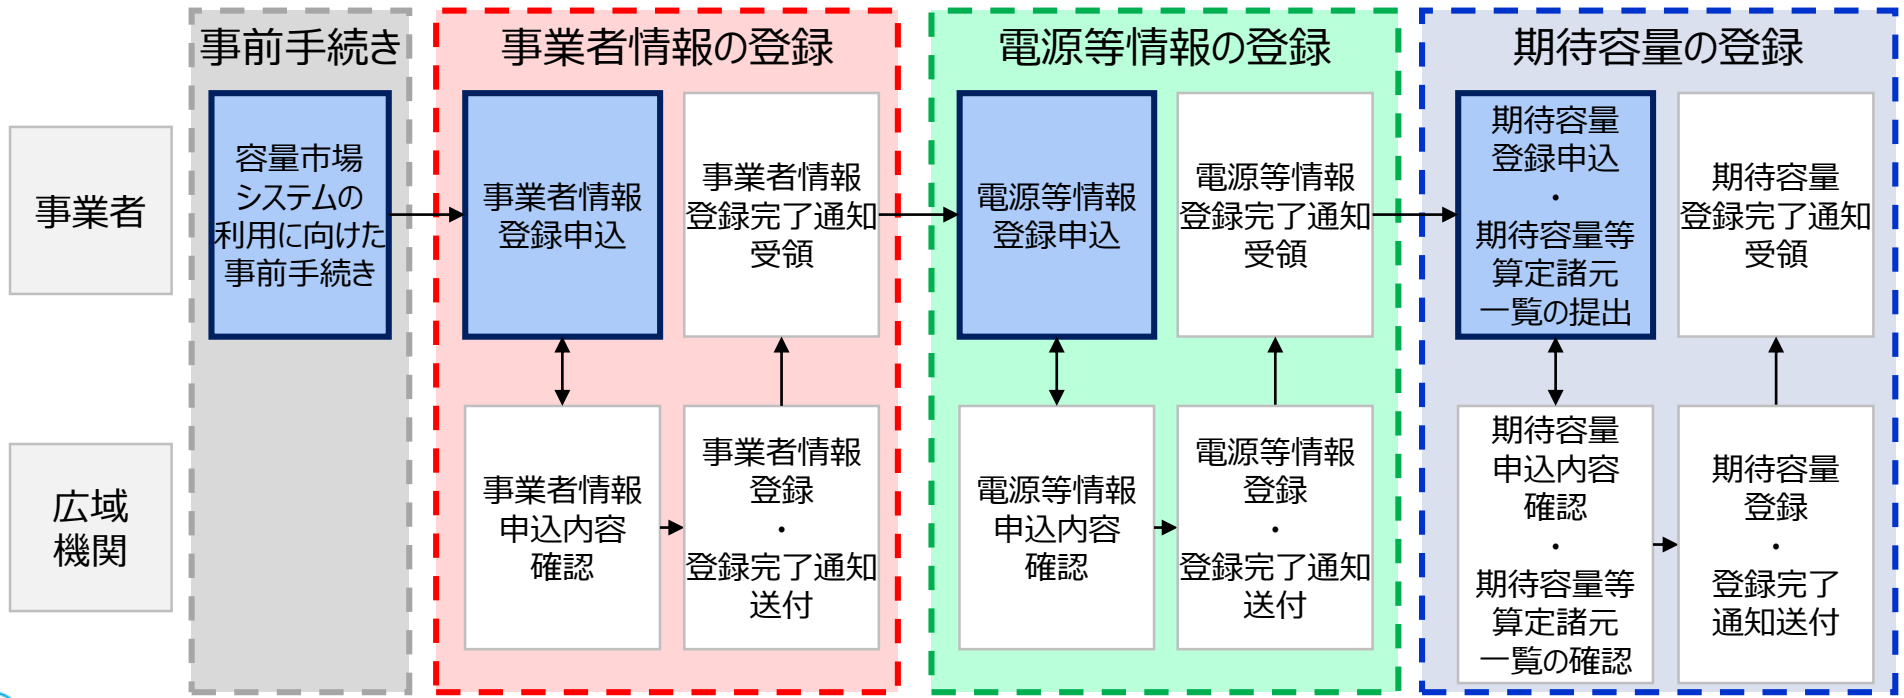 事前手続き
事業者情報の登録
電源等情報の登録
期待容量の登録
事業者
容量市場
システムの
利用に向けた
事前手続き
事業者情報
登録申込
事業者情報
登録完了通知
受領
電源等情報
登録申込
電源等情報
登録完了通知
受領
期待容量
登録申込
・
期待容量等
算定諸元
一覧の提出
期待容量
登録完了通知
受領
広域
機関
事業者情報
申込内容
確認
事業者情報
登録
・
登録完了通知
送付
電源等情報
申込内容
確認
電源等情報
登録
・
登録完了通知
送付
期待容量
申込内容
確認
・
期待容量等
算定諸元
一覧の確認
期待容量
登録
・
登録完了
通知送付